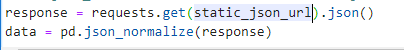 response = requests.get(static_json_url).json()
data = pd.json_normalize(response)